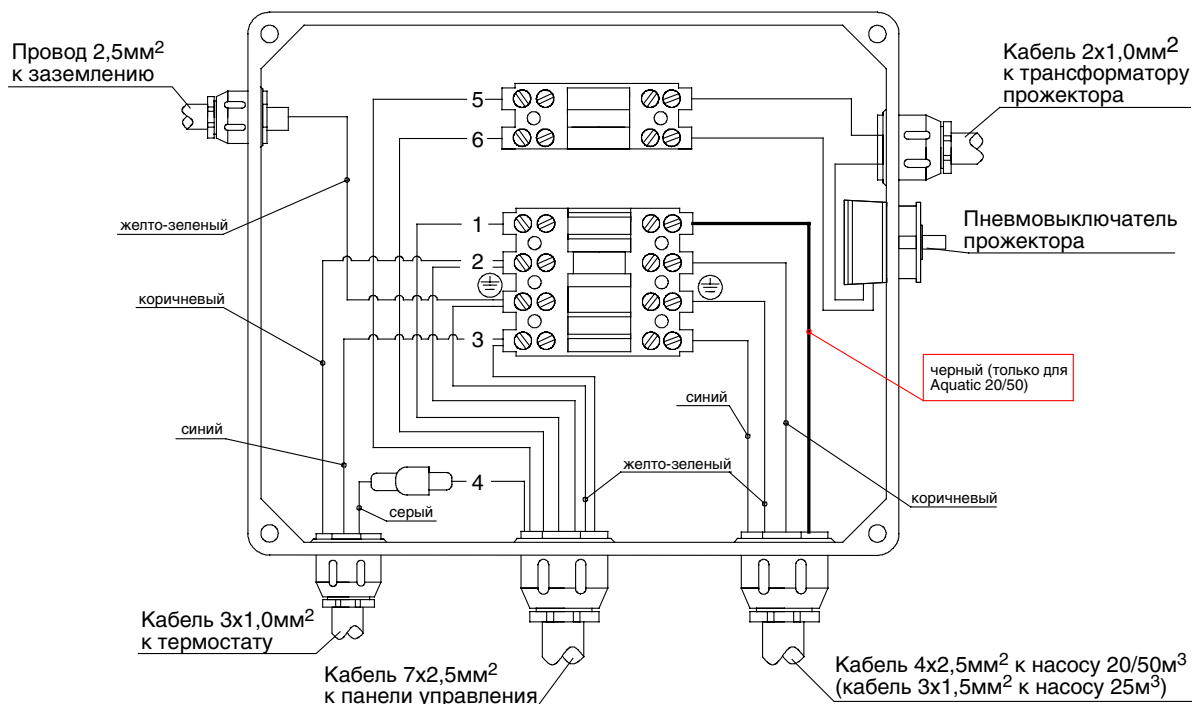 Провод 2,5мм²
к заземлению
Кабель 2х1,0мм²
к трансформатору
прожектора
5
6
желто-зеленый
1
Пневмовыключатель
прожектора
2
коричневый
3
черный (только для
Aquatic 20/50)
синий
синий
желто-зеленый
4
коричневый
серый
Кабель 3х1,0мм²
к термостату
Кабель 7х2,5мм²
к панели управления
Кабель 4х2,5мм² к насосу 20/50м³
(кабель 3х1,5мм² к насосу 25м³)